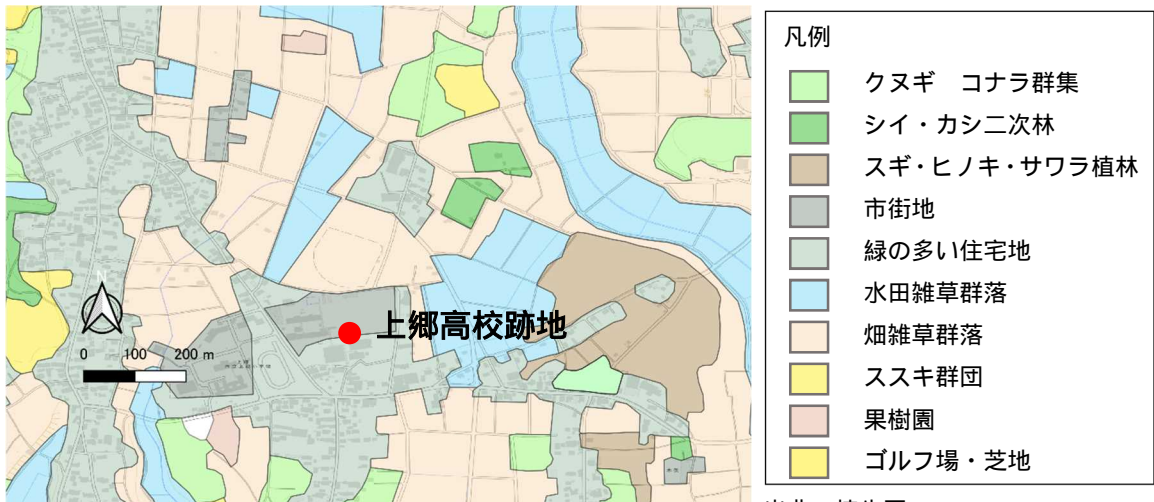 凡例
クヌギ　コナラ群集
シイ・カシ二次林
スギ・ヒノキ・サワラ植林
市街地
緑の多い住宅地
水田雑草群落
畑雑草群落
ススキ群団
果樹園
ゴルフ場・芝地
N
上郷高校跡地
0 100 200 m